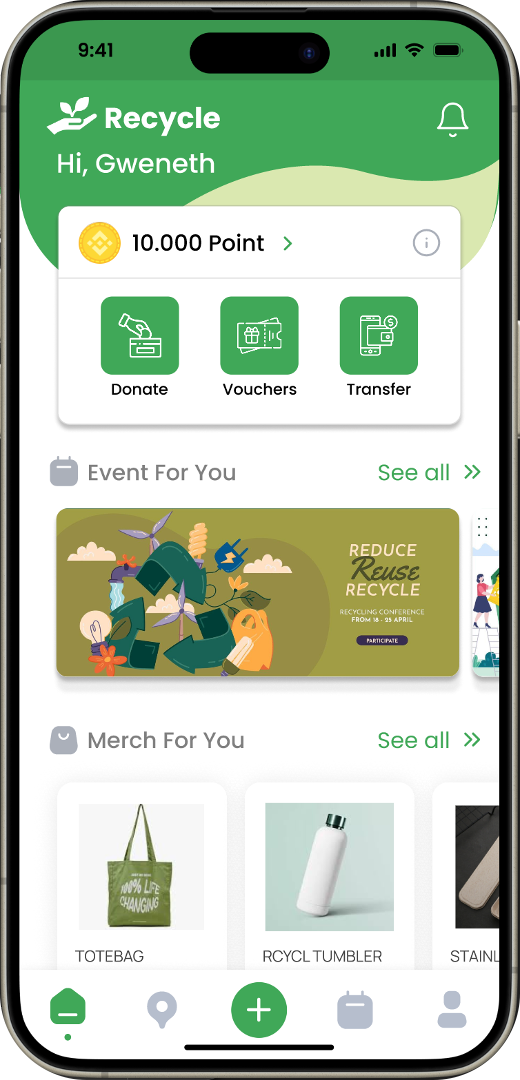 9:41
Recycle
Hi, Gweneth
10.000 Point
Donate
Vouchers
Transfer
Event For You
See all
REDUCE
Reuse
RECYCLE
RECYCLING CONFERENCE
FROM 18 - 25 APRIL
PARTICIPATE
Merch For You
See all
100% LIFE
CHANGING
TOTEBAG
RCYCL TUMBLER
STAINL